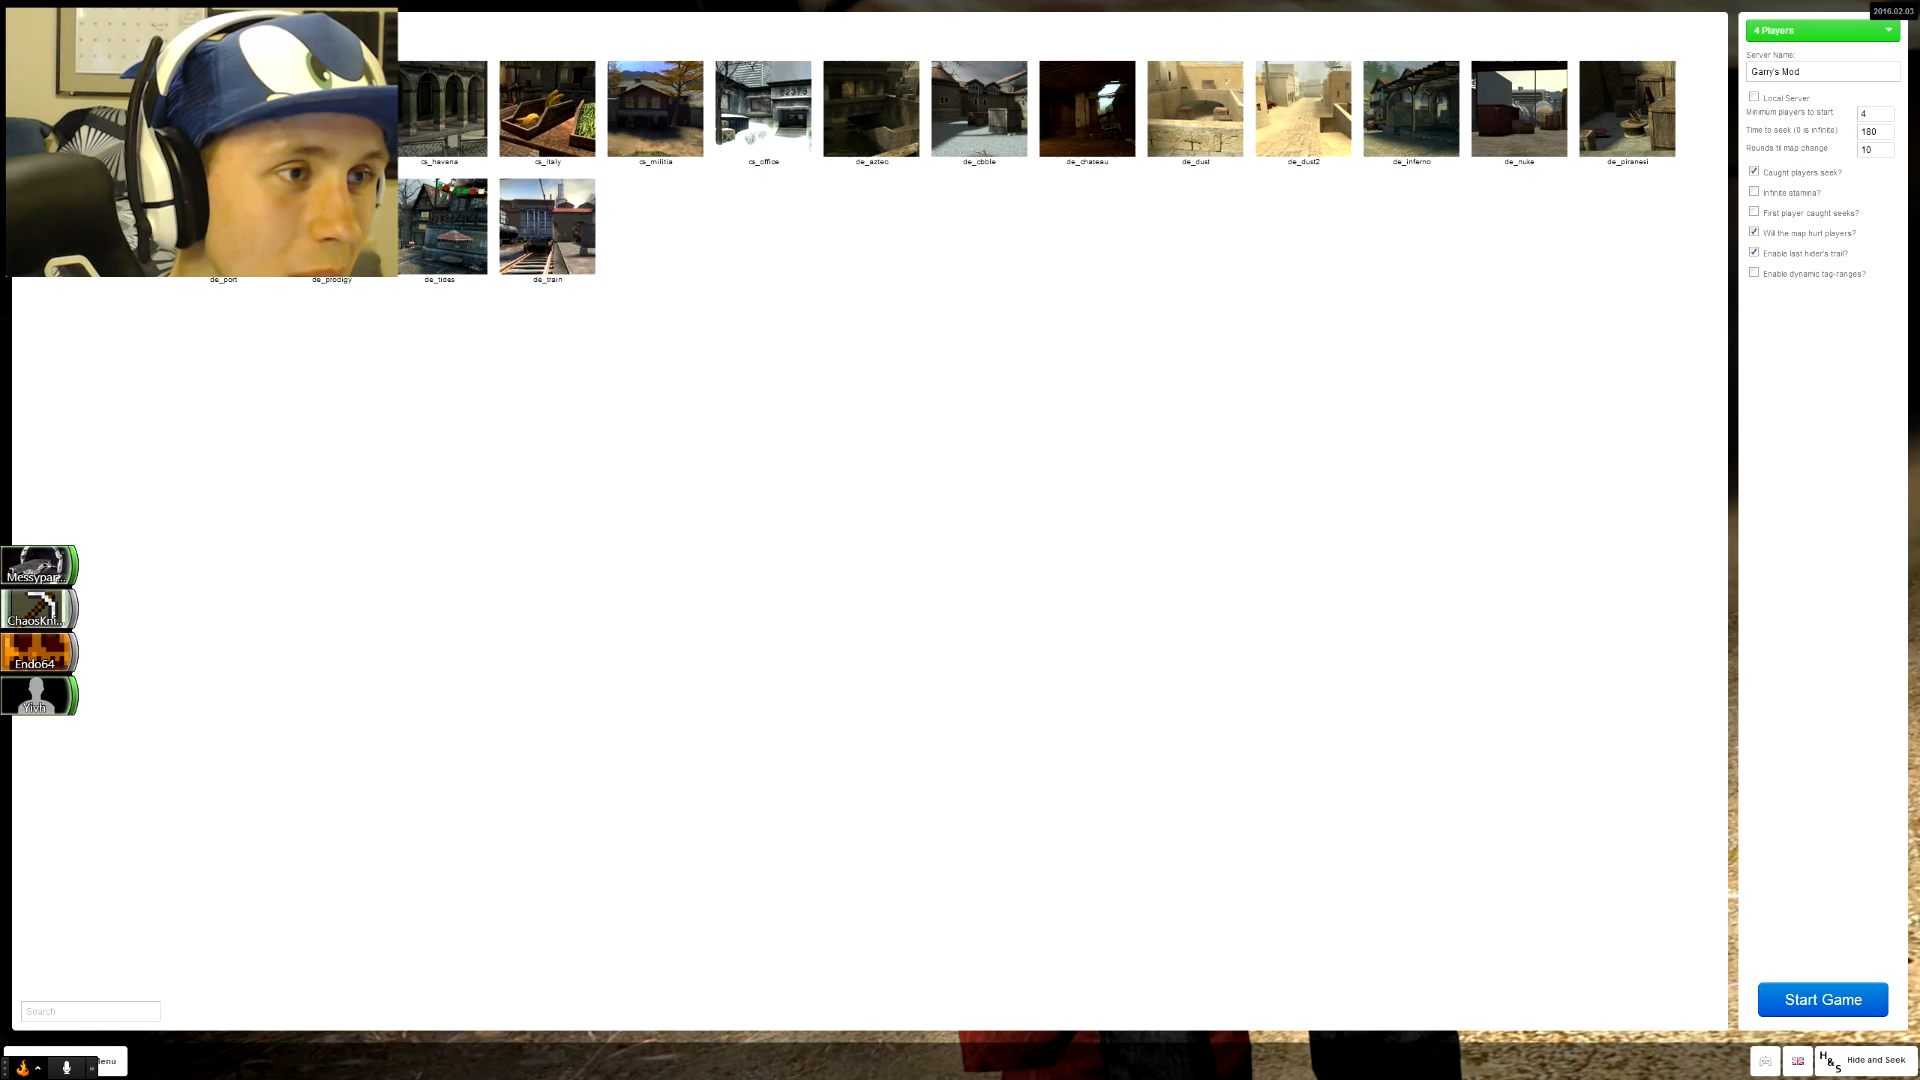 2016.02.03
4 Players
Server Name:
Garry's Mod
Local Server
Minimum players to start 4
Time to seek (0 is infinite) 180
Rounds til map change 10
Caught players seek?
Infinite stamina?
First player caught seeks?
Will the map hurt players?
Enable last hider's trail?
Enable dynamic tag-ranges?
cs_havana cs_italy cs_militia cs_office de_aztec de_cbble de_chateau de_dust de_dust2 de_inferno de_nuke de_piranesi
de_port de_prodigy de_tides de_train
Messypar...
ChaosKni...
Endo64
Yivh
Search
Start Game
enu
H&S Hide and Seek